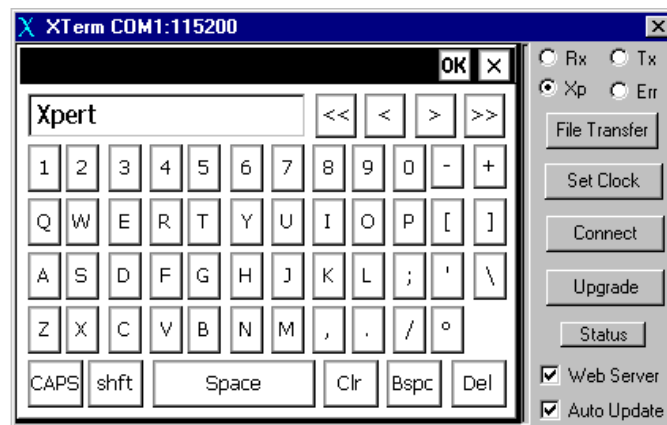 XTerm COM1:115200
OK
Rx Tx
Xp Err
Xpert << < > >>
File Transfer
1 2 3 4 5 6 7 8 9 0 - +
Set Clock
Q W E R T Y U I O P [ ]
Connect
A S D F G H J K L ; ' \
Upgrade
Z X C V B N M , . / °
Status
CAPS shft Space Clr Bspc Del
Web Server
Auto Update